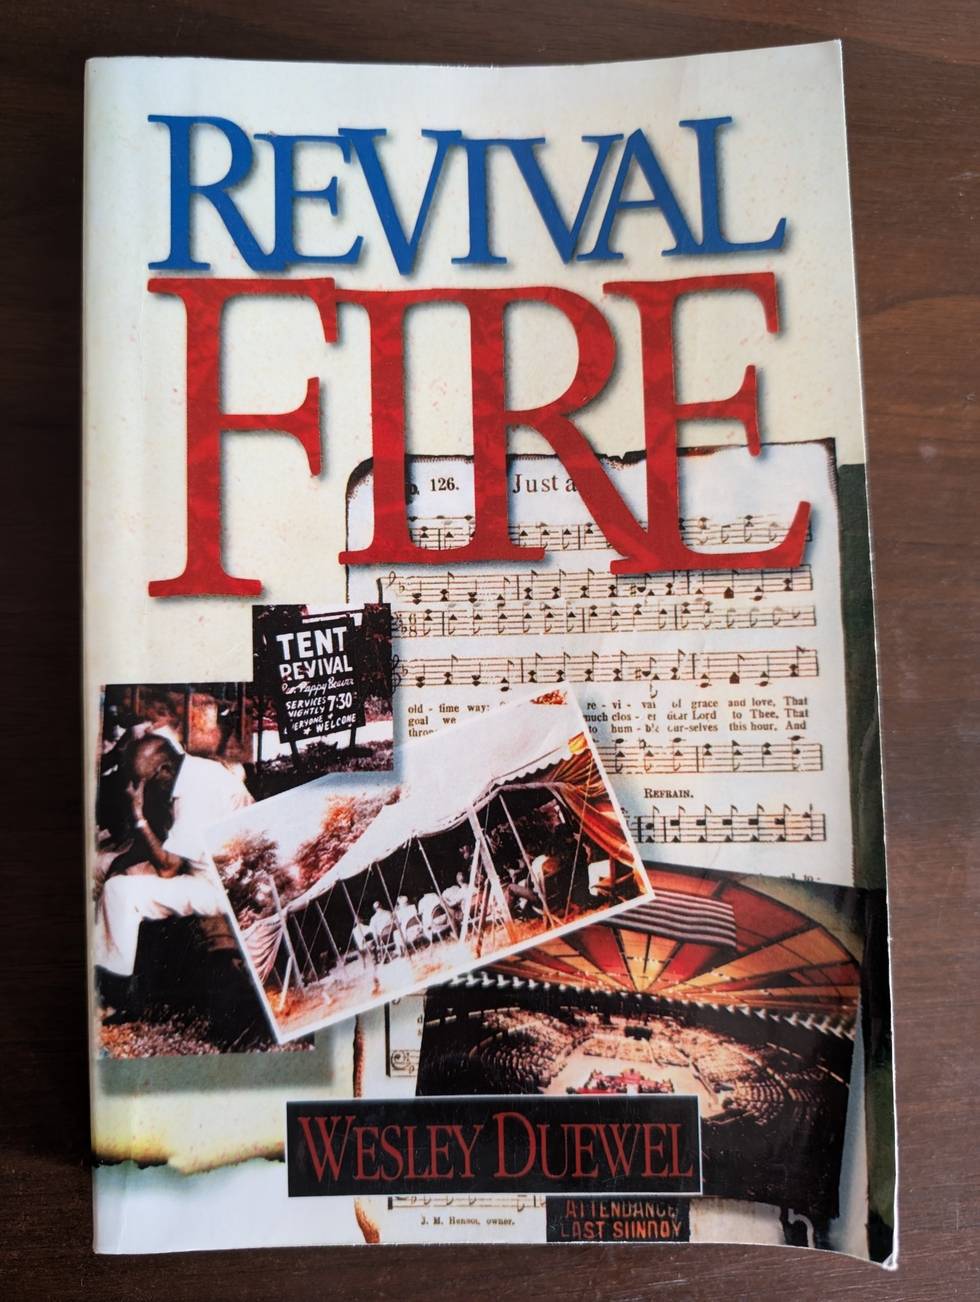 REVIVAL
FIRE
126. Just a
TENT
REVIVAL
SERVICES
NIGHTLY 7:30
EVERYONE
WELCOME
old - time way:
re - vi - val of grace and love, That
goal we
much clos - er dear Lord to Thee, That
to hum - ble our-selves this hour, And
REFRAIN.
WESLEY DUEWEL
J. M. Henson, owner.
ATTENDANCE
LAST SUNDAY